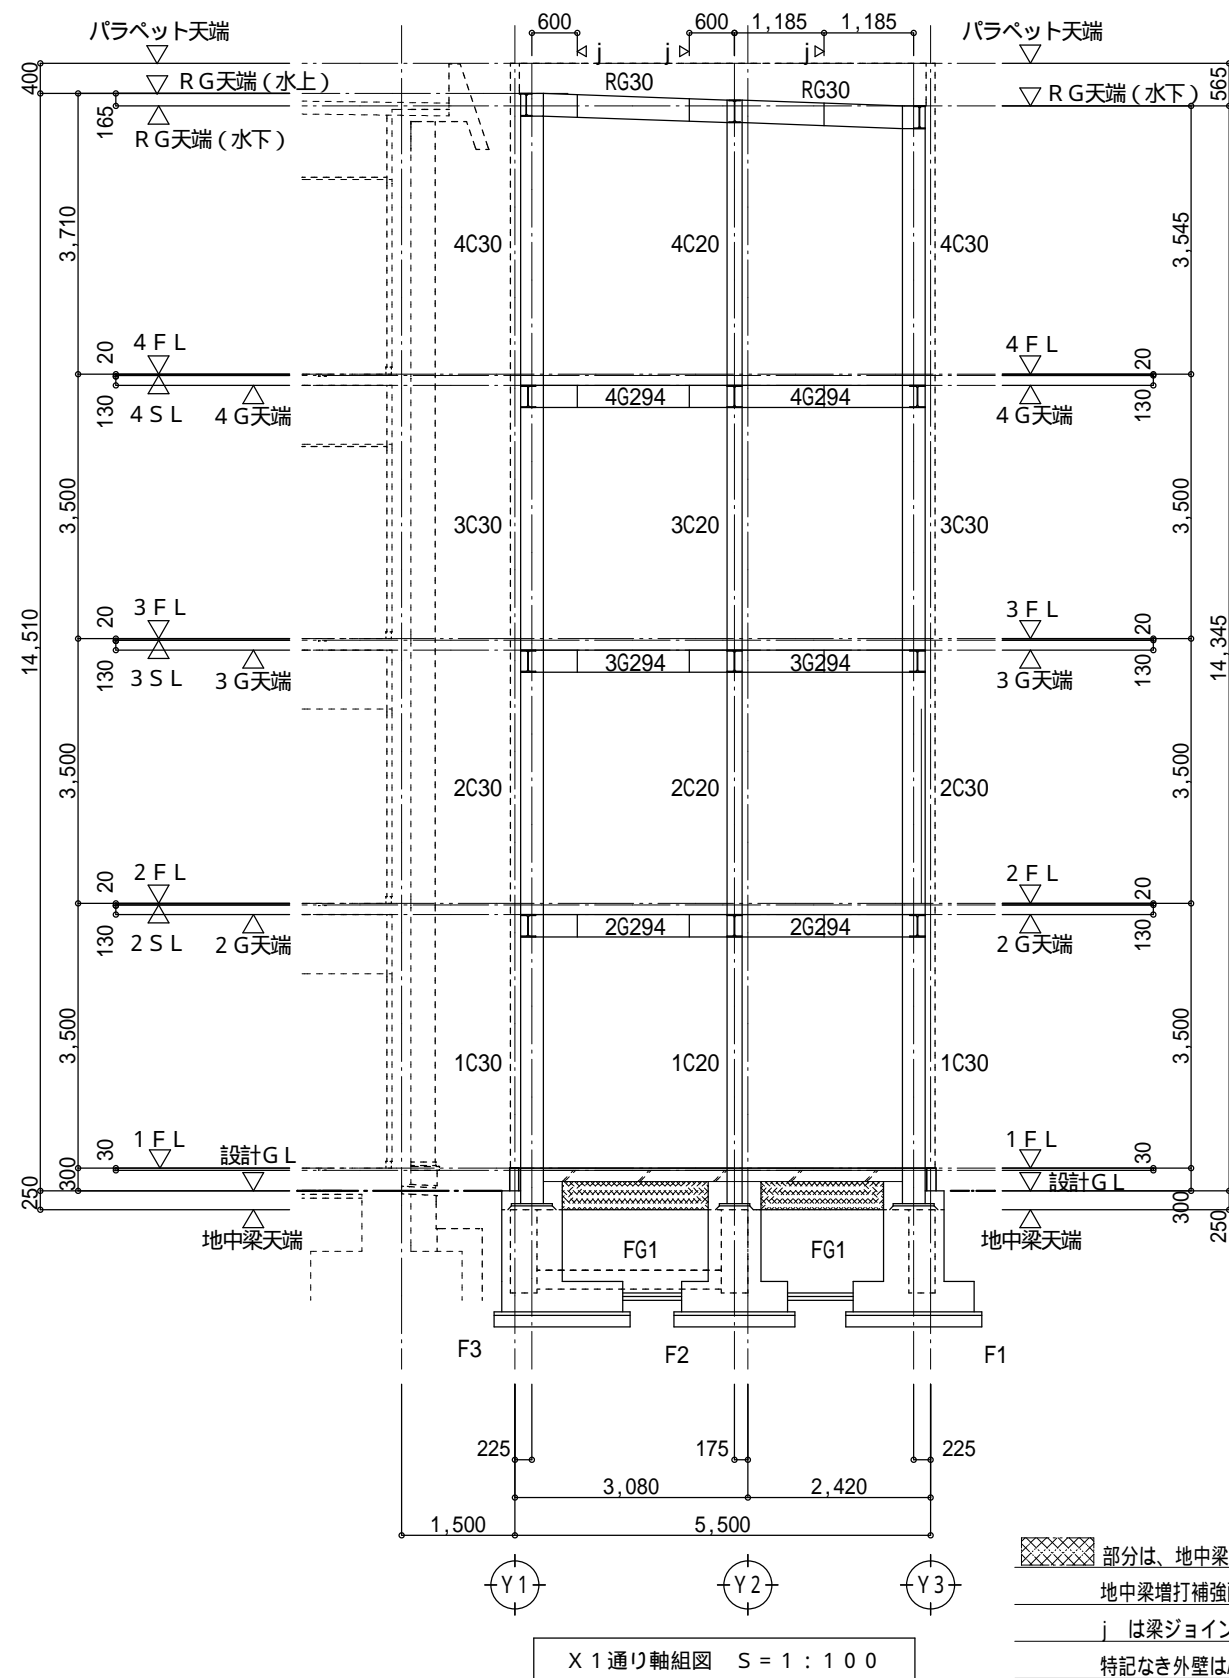 600
600
1,185
1,185
パラペット天端
パラペット天端
j
j
j
400
RG天端(水上)
RG30
RG30
RG天端(水下)
565
165
RG天端(水下)
3,710
4C30
4C20
4C30
3,545
20
4FL
4FL
20
130
4SL
4G天端
4G294
4G294
4G天端
130
3,500
3C30
3C20
3C30
3,500
14,510
14,345
20
3FL
3FL
20
130
3SL
3G天端
3G294
3G294
3G天端
130
3,500
2C30
2C20
2C30
3,500
20
2FL
2FL
20
130
2SL
2G天端
2G294
2G294
2G天端
130
3,500
1C30
1C20
1C30
3,500
30
1FL
設計GL
1FL
30
250
300
設計GL
300
250
地中梁天端
FG1
FG1
地中梁天端
F3
F2
F1
225
175
225
3,080
2,420
1,500
5,500
Y1
Y2
Y3
部分は、地中梁
地中梁増打補強
j は梁ジョイン
特記なき外壁は
X1通り軸組図 S=1:100